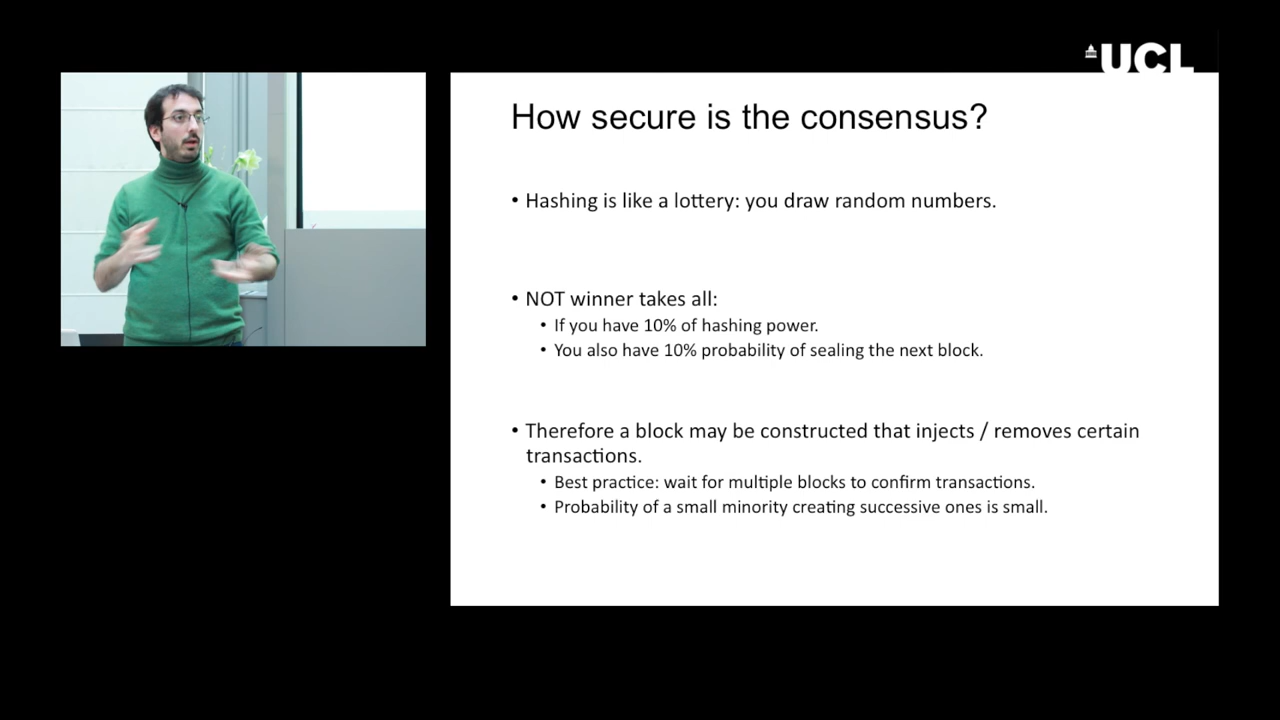 UCL
How secure is the consensus?
• Hashing is like a lottery: you draw random numbers.
• NOT winner takes all:
• If you have 10% of hashing power.
• You also have 10% probability of sealing the next block.
• Therefore a block may be constructed that injects / removes certain
transactions.
• Best practice: wait for multiple blocks to confirm transactions.
• Probability of a small minority creating successive ones is small.